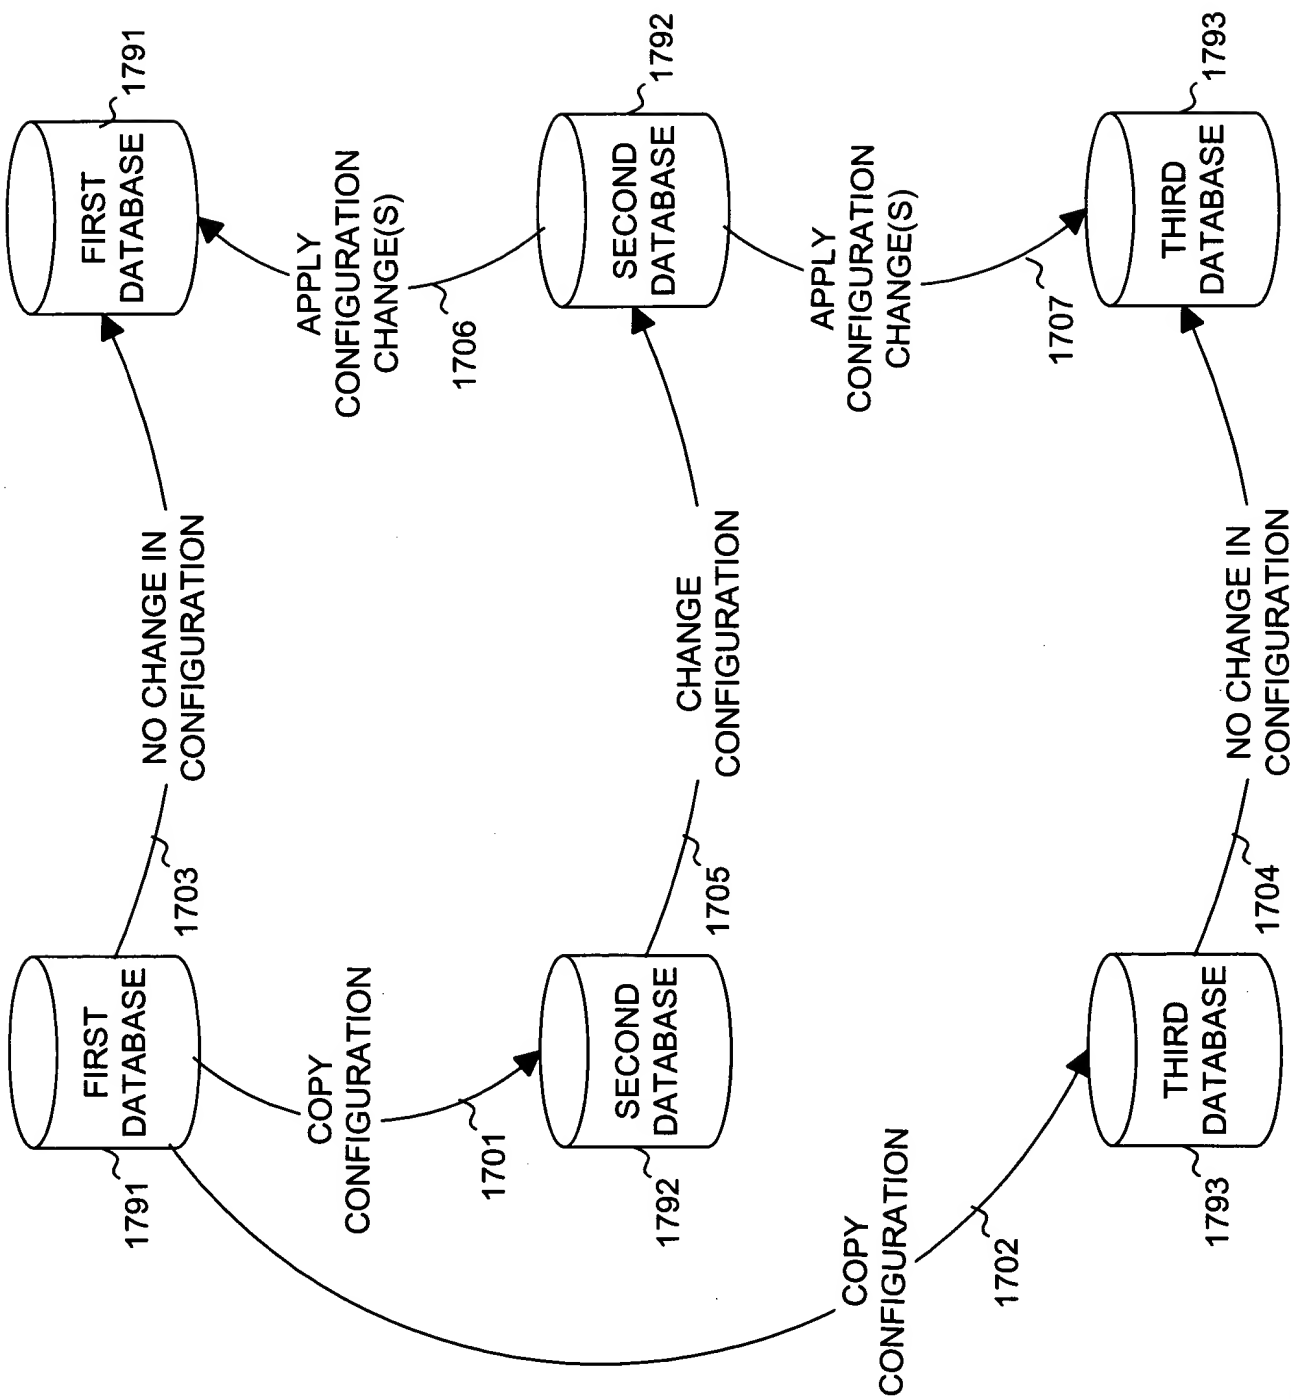 FIRST
DATABASE
1791
NO CHANGE IN
CONFIGURATION
1703
FIRST
DATABASE
1791
COPY
CONFIGURATION
1701
APPLY
CONFIGURATION
CHANGE(S)
1706
SECOND
DATABASE
1792
CHANGE
CONFIGURATION
1705
SECOND
DATABASE
1792
COPY
CONFIGURATION
1702
APPLY
CONFIGURATION
CHANGE(S)
1707
THIRD
DATABASE
1793
NO CHANGE IN
CONFIGURATION
1704
THIRD
DATABASE
1793